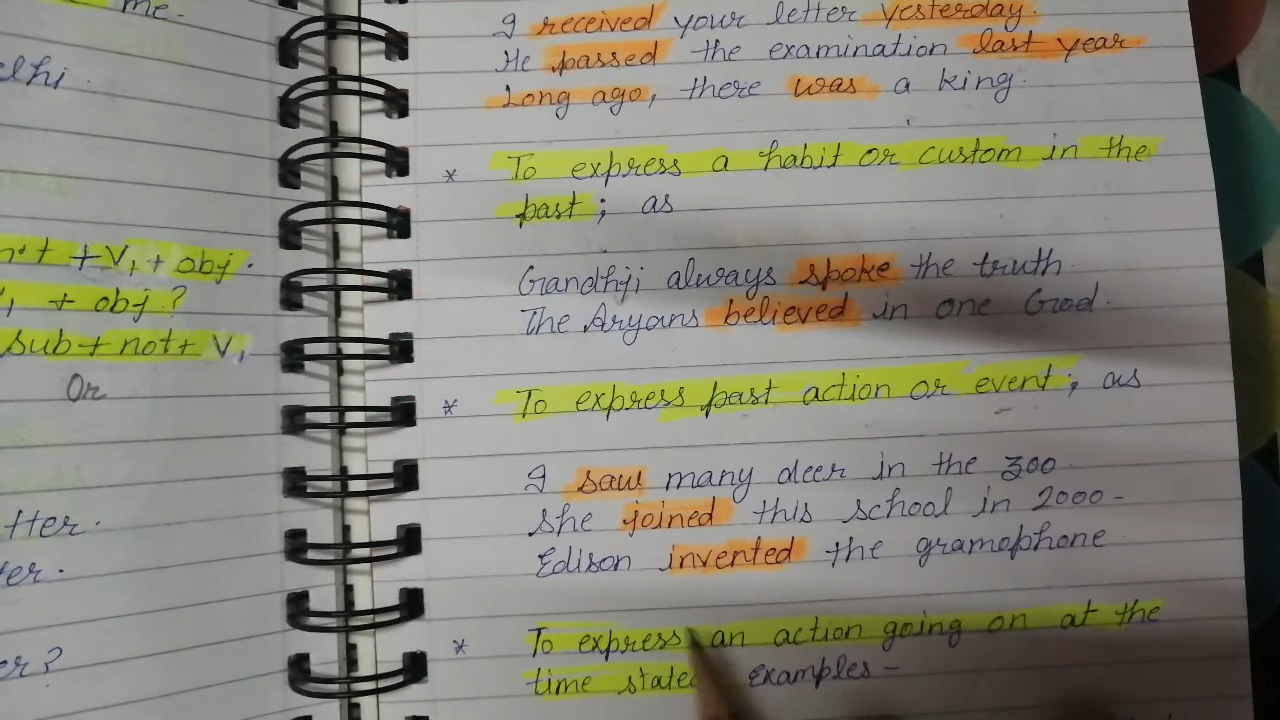 me.
elhi.
n't + V₁ + obj.
V₁ + obj ?
sub + not + V₁
Or
tter.
ter.
er?
I received your letter yesterday.
He passed the examination last year.
Long ago, there was a king.
* To express a habit or custom in the
past ; as
Gandhiji always spoke the truth.
The Aryans believed in one God.
* To express past action or event ; as
I saw many deer in the zoo.
She joined this school in 2000 -
Edison invented the gramophone
* To express an action going on at the
time state examples -